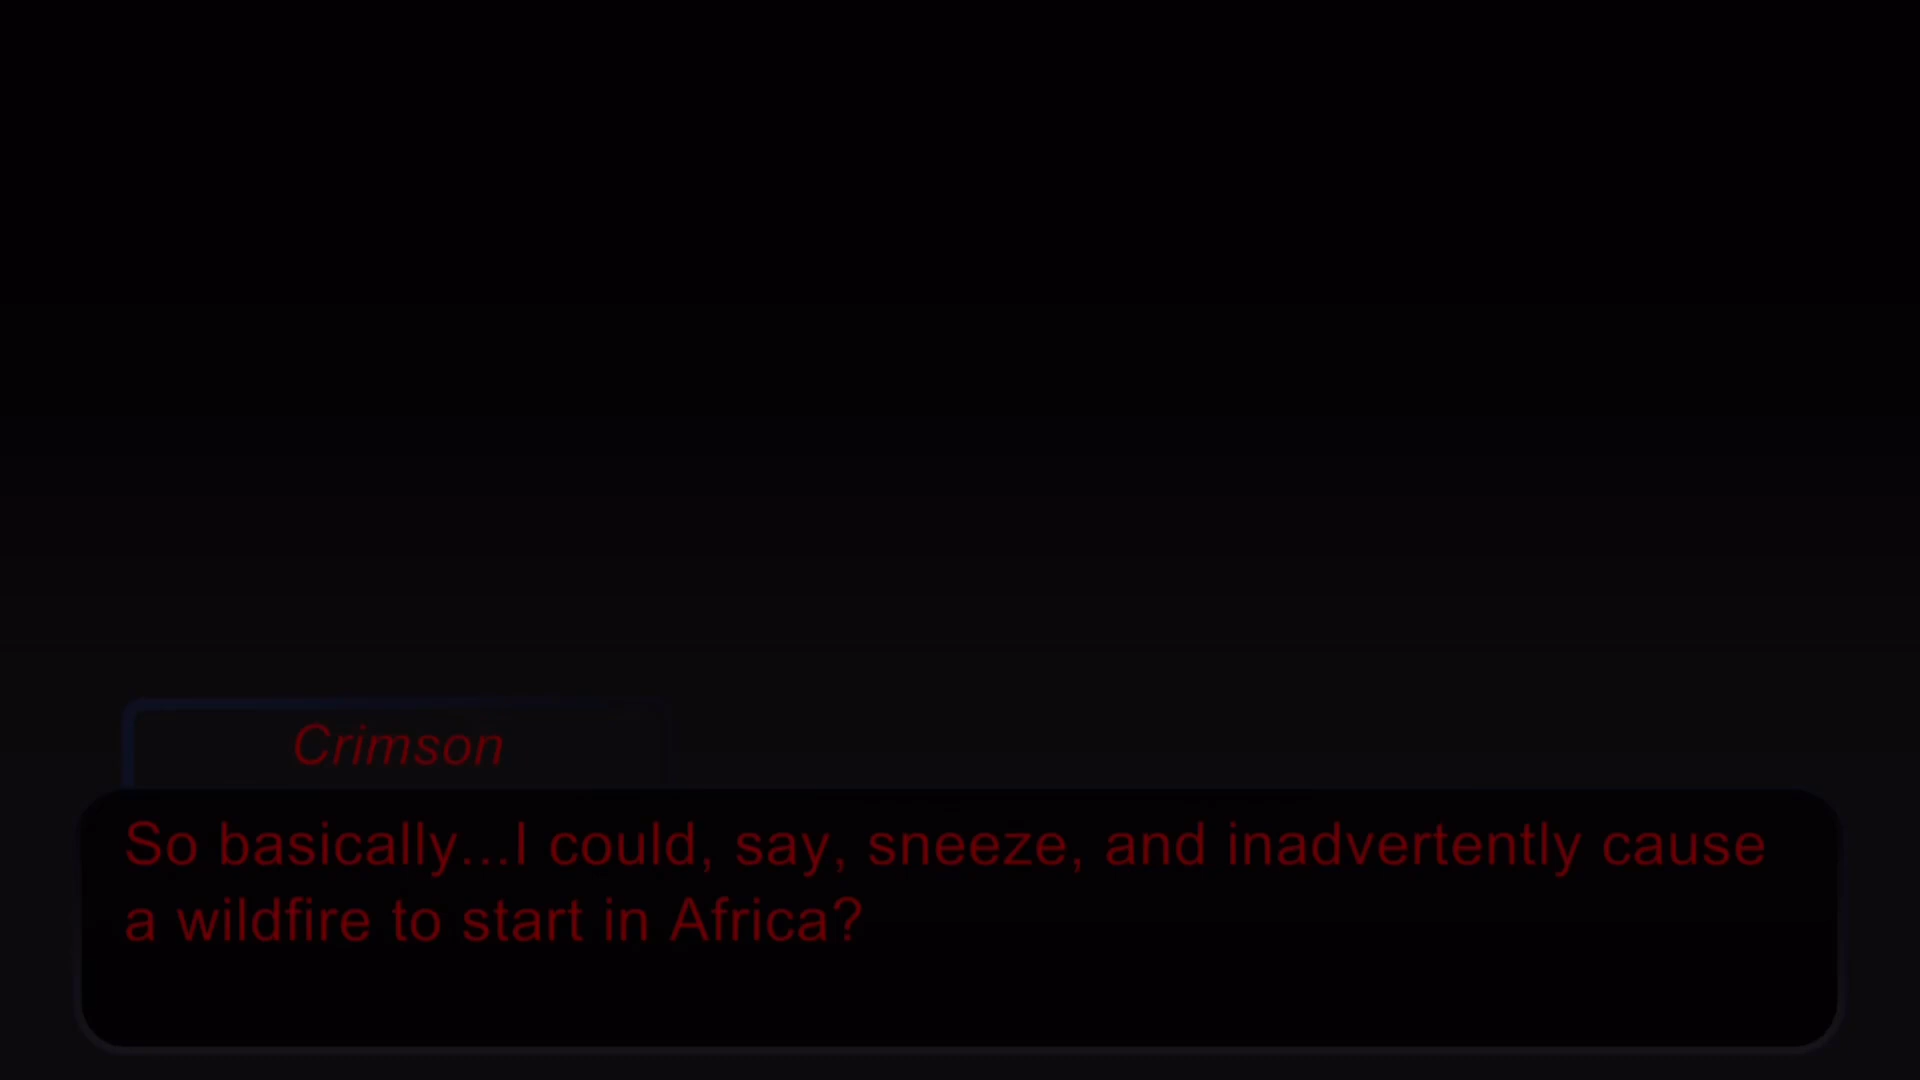 Crimson
So basically...I could, say, sneeze, and inadvertently cause
a wildfire to start in Africa?